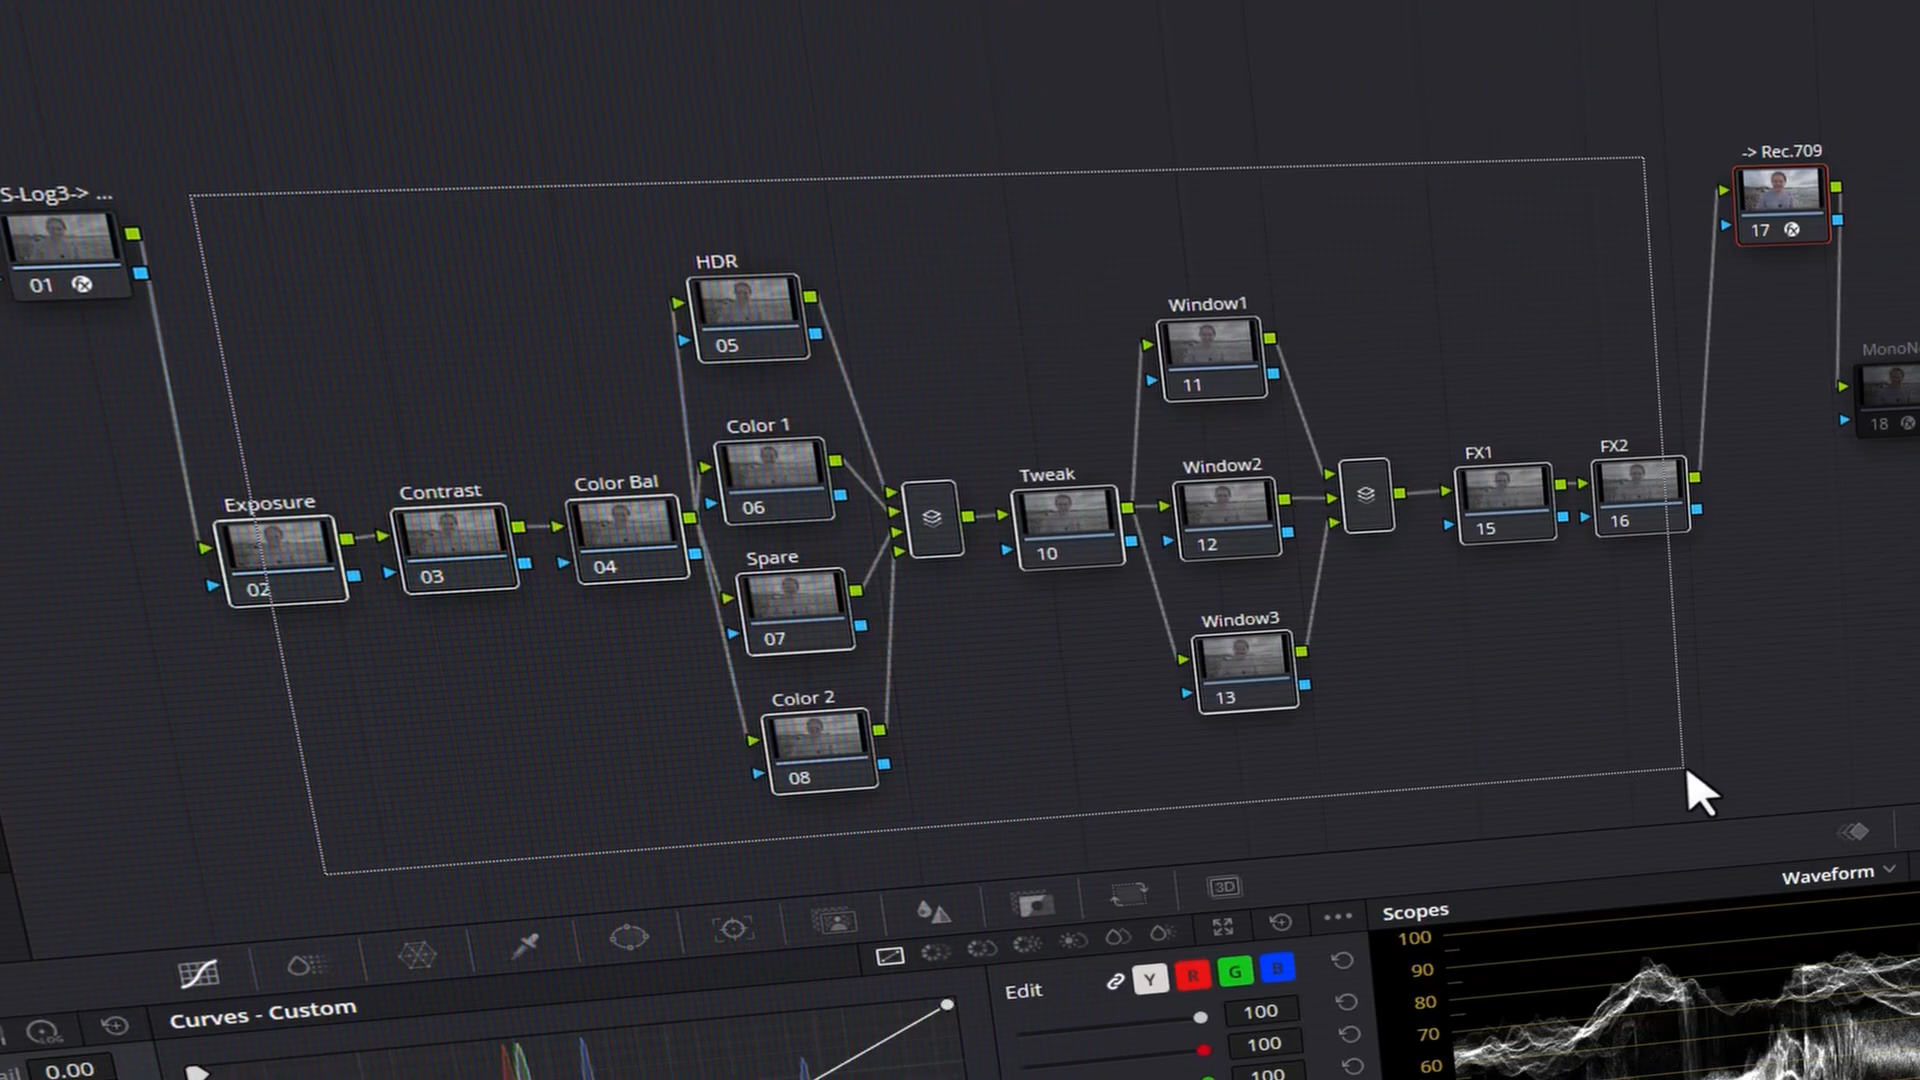 -> Rec.709
S-Log3-> ...
17
01
HDR
05
Window1
11
MonoN
18
Color 1
06
Exposure
02
Contrast
03
Color Bal
04
Spare
07
Tweak
10
Window2
12
FX1
15
FX2
16
Window3
13
Color 2
08
3D
Waveform
Scopes
100
90
80
70
60
Edit
Y
R
G
B
100
100
100
Curves - Custom
LOG
ail
0.00